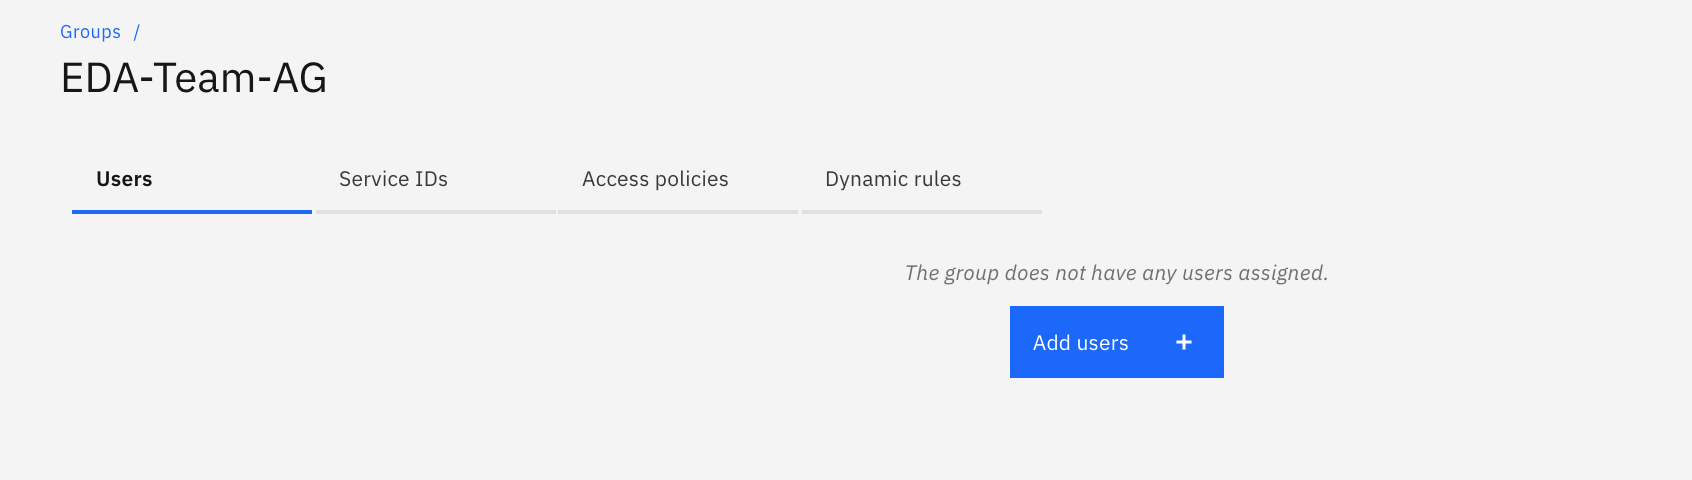 Groups /
EDA-Team-AG
Users Service IDs Access policies Dynamic rules
The group does not have any users assigned.
Add users +